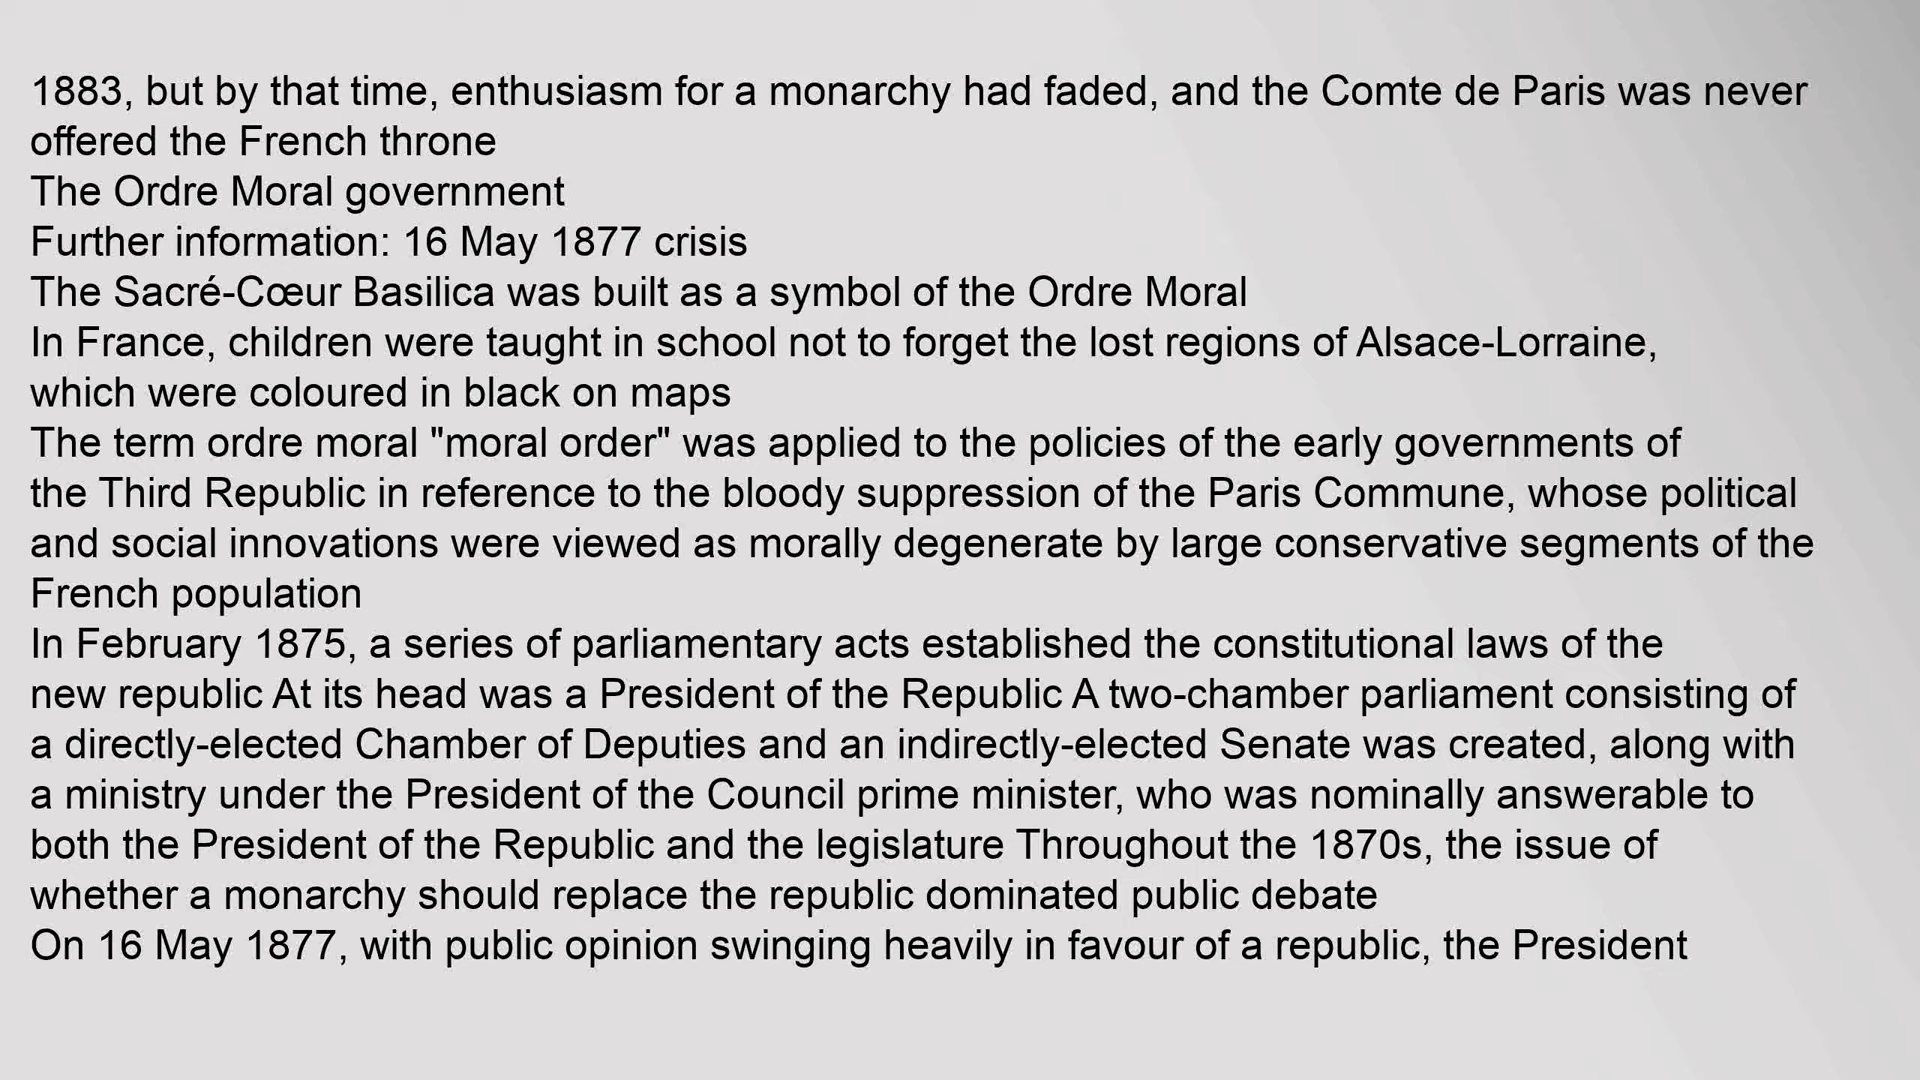 1883, but by that time, enthusiasm for a monarchy had faded, and the Comte de Paris was never
offered the French throne
The Ordre Moral government
Further information: 16 May 1877 crisis
The Sacré-Cœur Basilica was built as a symbol of the Ordre Moral
In France, children were taught in school not to forget the lost regions of Alsace-Lorraine,
which were coloured in black on maps
The term ordre moral "moral order" was applied to the policies of the early governments of
the Third Republic in reference to the bloody suppression of the Paris Commune, whose political
and social innovations were viewed as morally degenerate by large conservative segments of the
French population
In February 1875, a series of parliamentary acts established the constitutional laws of the
new republic At its head was a President of the Republic A two-chamber parliament consisting of
a directly-elected Chamber of Deputies and an indirectly-elected Senate was created, along with
a ministry under the President of the Council prime minister, who was nominally answerable to
both the President of the Republic and the legislature Throughout the 1870s, the issue of
whether a monarchy should replace the republic dominated public debate
On 16 May 1877, with public opinion swinging heavily in favour of a republic, the President